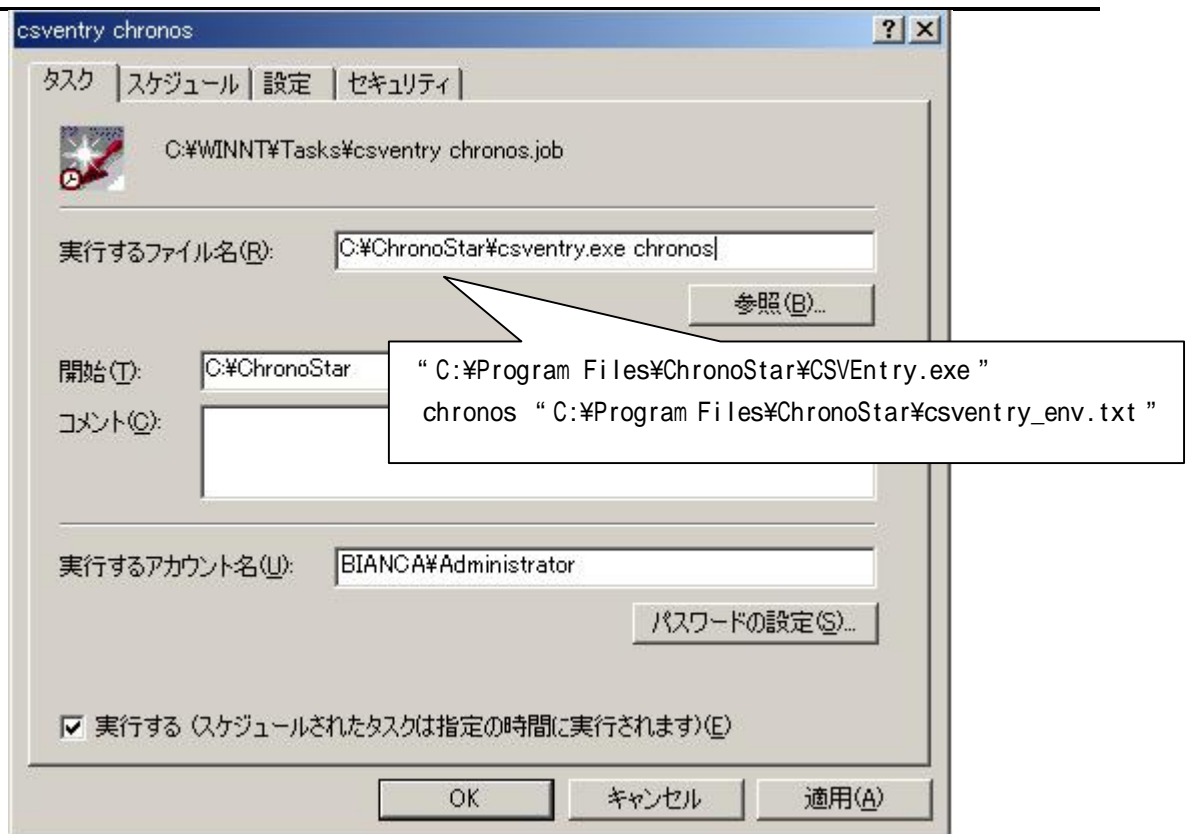 csventry chronos
タスク スケジュール 設定 セキュリティ
C:¥WINNT¥Tasks¥csventry chronos.job
実行するファイル名(R): C:¥ChronoStar¥csventry.exe chronos
参照(B)...
“C:¥Program Files¥ChronoStar¥CSVEntry.exe”
chronos “C:¥Program Files¥ChronoStar¥csventry_env.txt”
開始(T): C:¥ChronoStar
コメント(C):
実行するアカウント名(U): BIANCA¥Administrator
パスワードの設定(S)...
実行する (スケジュールされたタスクは指定の時間に実行されます)(E)
OK キャンセル 適用(A)